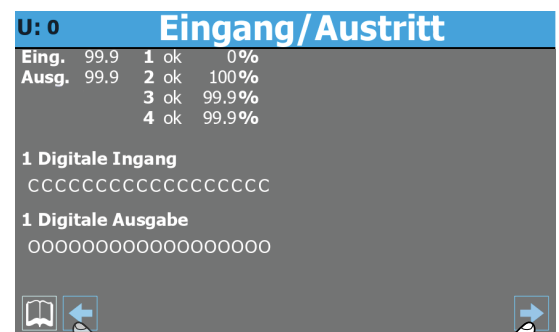 U: 0 Eingang/Austritt
Eing. 99.9 1 ok 0%
Ausg. 99.9 2 ok 100%
3 ok 99.9%
4 ok 99.9%
1 Digitale Ingang
CCCCCCCCCCCCCCCCCC
1 Digitale Ausgabe
OOOOOOOOOOOOOOOOOO